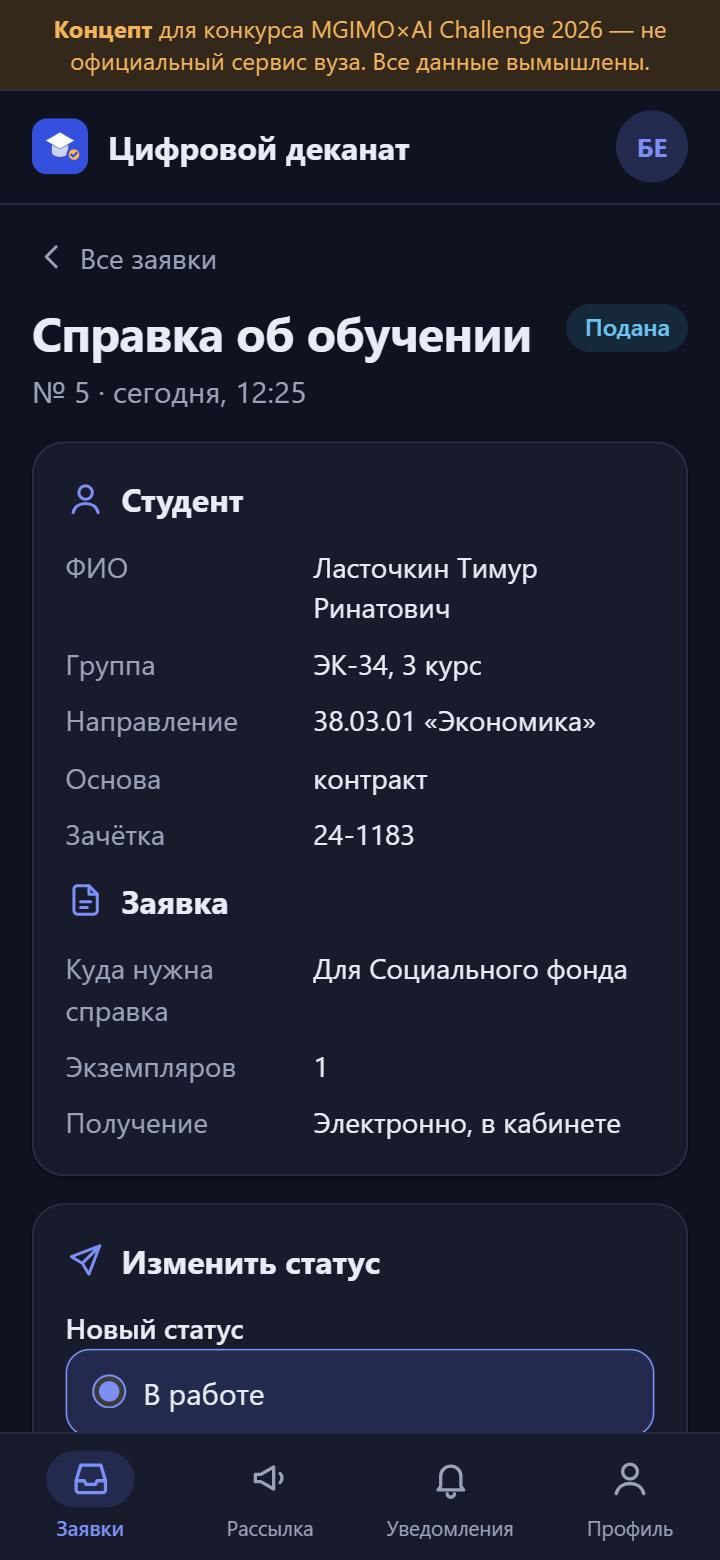 Концепт для конкурса MGIMO×AI Challenge 2026 — не
официальный сервис вуза. Все данные вымышлены.
Цифровой деканат
БЕ
Все заявки
Справка об обучении
Подана
№ 5 · сегодня, 12:25
Студент
ФИО Ласточкин Тимур
Ринатович
Группа ЭК-34, 3 курс
Направление 38.03.01 «Экономика»
Основа контракт
Зачётка 24-1183
Заявка
Куда нужна Для Социального фонда
справка
Экземпляров 1
Получение Электронно, в кабинете
Изменить статус
Новый статус
В работе
Заявки Рассылка Уведомления Профиль